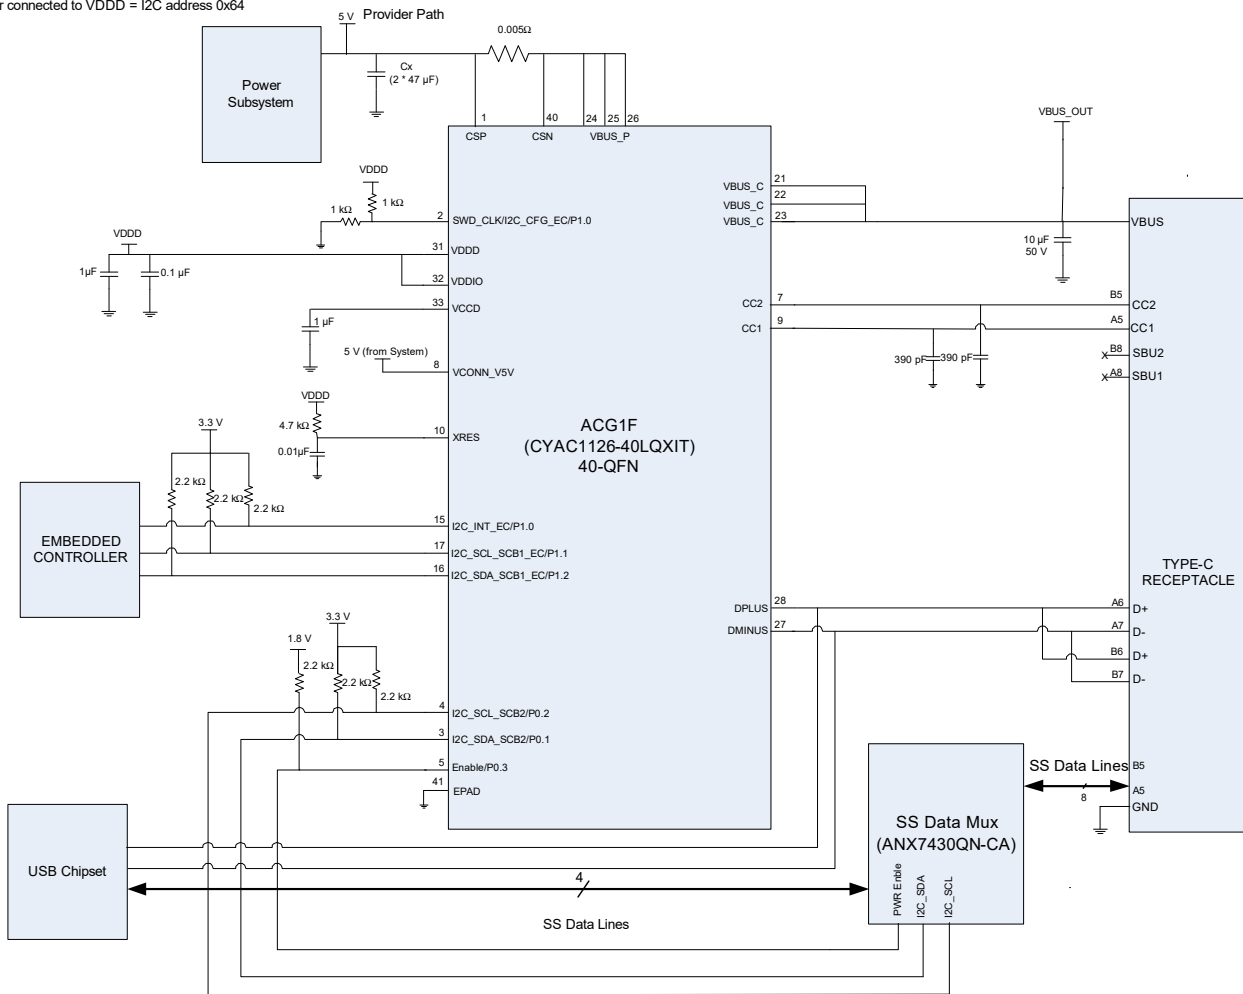 r connected to VDDD = I2C address 0x64
5 V
Provider Path
0.005Ω
Power
Subsystem
Cx
(2 * 47 µF)
1
40
24
25
26
CSP
CSN
VBUS_P
VBUS_OUT
VDDD
1 kΩ
1 kΩ
2
SWD_CLK/I2C_CFG_EC/P1.0
VBUS_C
21
VBUS_C
22
VBUS_C
23
VBUS
10 µF
50 V
VDDD
1µF
0.1 µF
31
VDDD
32
VDDIO
33
VCCD
1 µF
CC2
7
B5
CC2
CC1
9
A5
CC1
390 pF
390 pF
X
B8
SBU2
X
A8
SBU1
5 V (from System)
8
VCONN_V5V
VDDD
4.7 kΩ
0.01µF
10
XRES
ACG1F
(CYAC1126-40LQXIT)
40-QFN
3.3 V
2.2 kΩ
2.2 kΩ
2.2 kΩ
EMBEDDED
CONTROLLER
15
I2C_INT_EC/P1.0
17
I2C_SCL_SCB1_EC/P1.1
16
I2C_SDA_SCB1_EC/P1.2
TYPE-C
RECEPTACLE
DPLUS
28
A6
D+
DMINUS
27
A7
D-
B6
D+
B7
D-
3.3 V
1.8 V
2.2 kΩ
2.2 kΩ
2.2 kΩ
4
I2C_SCL_SCB2/P0.2
3
I2C_SDA_SCB2/P0.1
5
Enable/P0.3
41
EPAD
SS Data Lines
8
B5
A5
GND
SS Data Mux
(ANX7430QN-CA)
PWR Enble
I2C_SDA
I2C_SCL
USB Chipset
4
SS Data Lines